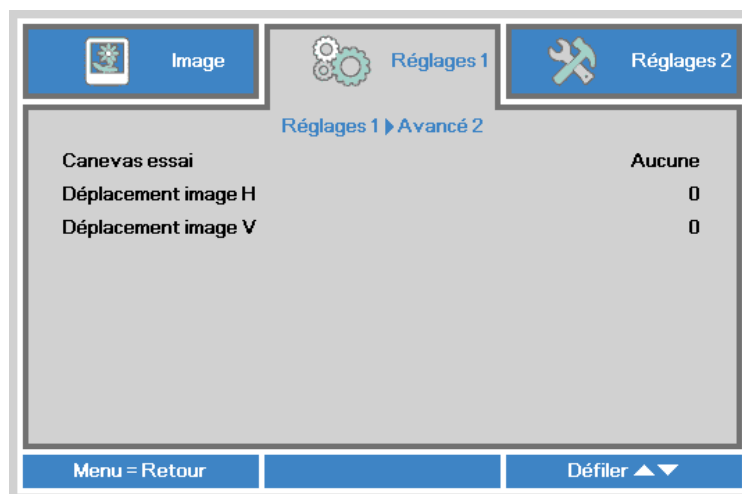 Image
Réglages 1
Réglages 2
Réglages 1 ▶ Avancé 2
Canevas essai Aucune
Déplacement image H 0
Déplacement image V 0
Menu = Retour
Défiler ▲▼